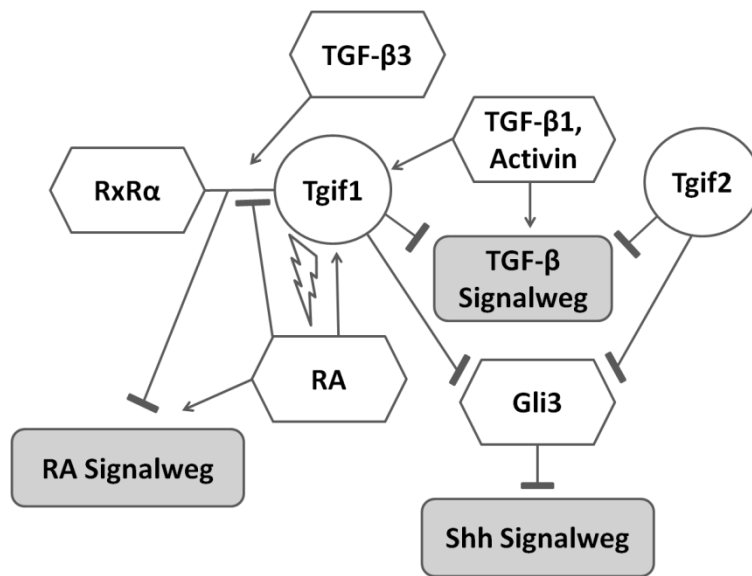 TGF-β3
TGF-β1,
Activin
RxRα
Tgif1
Tgif2
TGF-β
Signalweg
RA
Gli3
RA Signalweg
Shh Signalweg